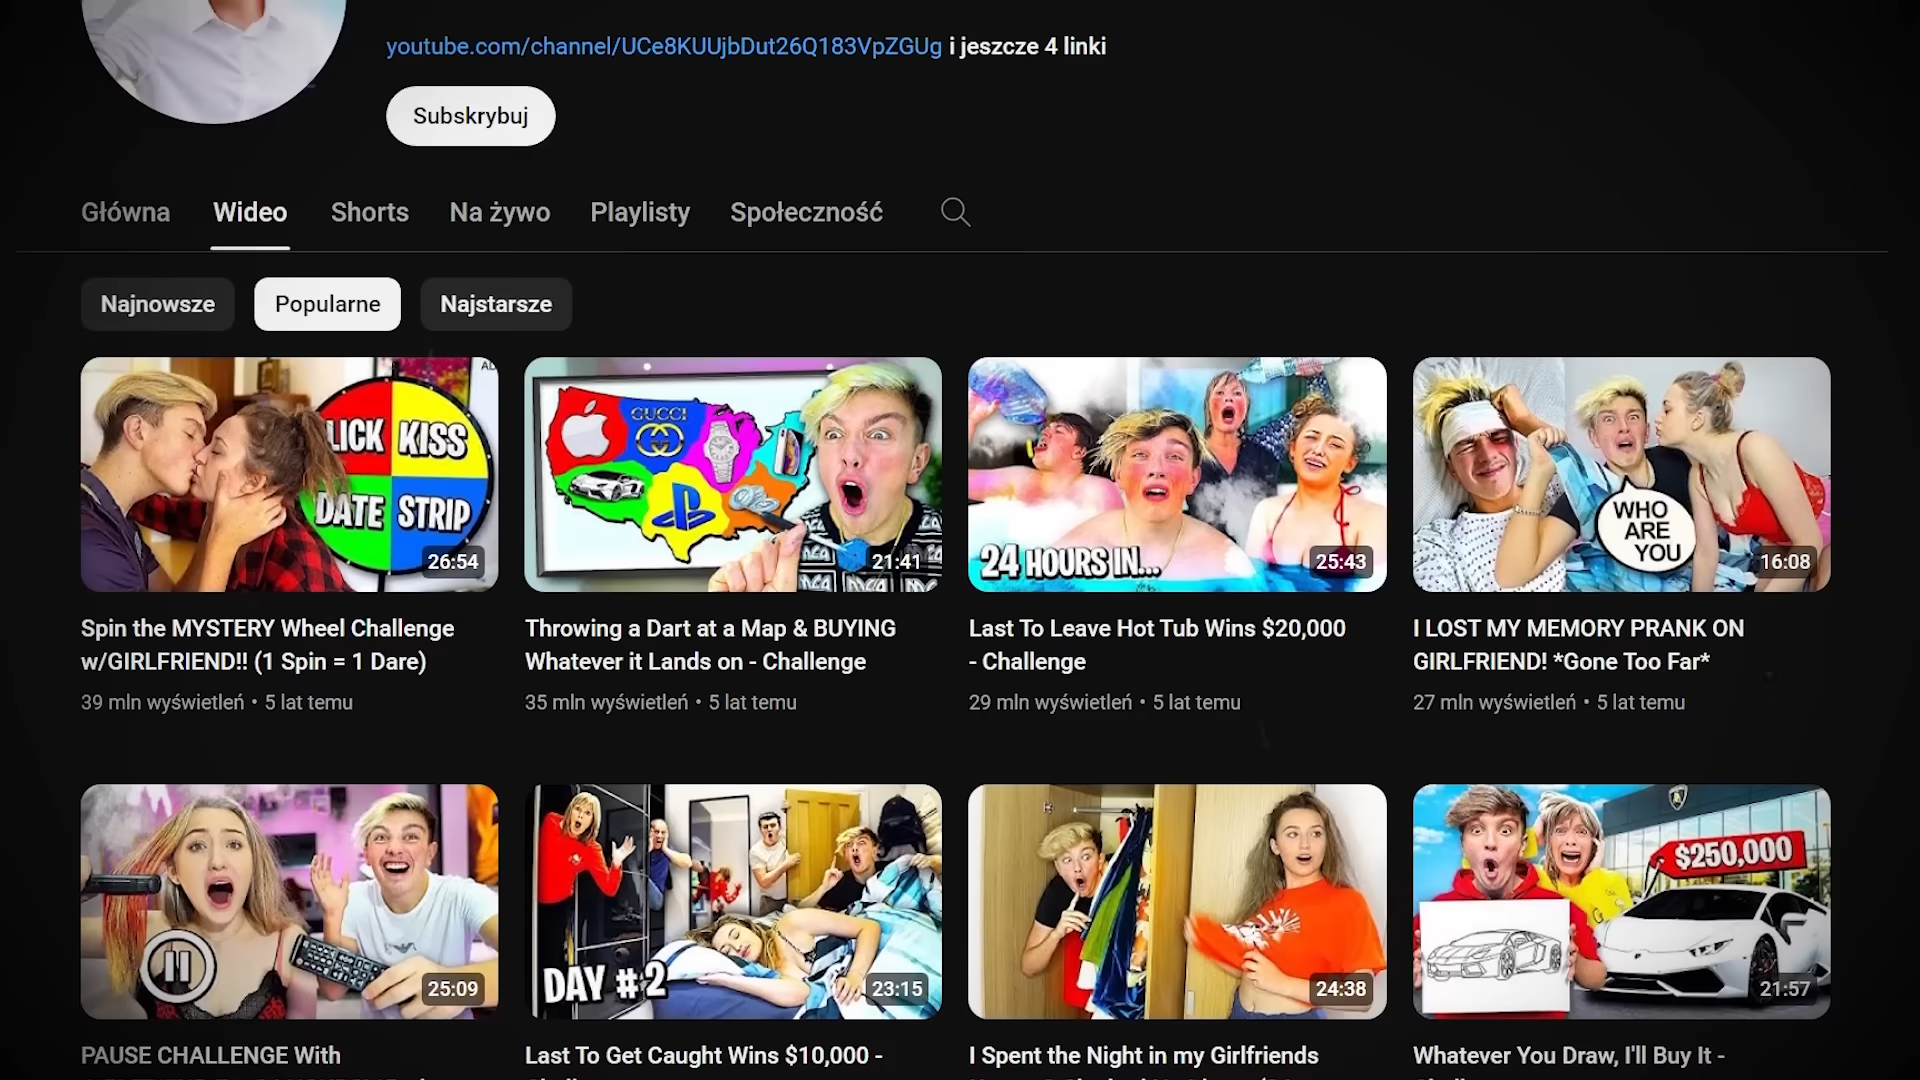 youtube.com/channel/UCe8KUUjbDut26Q183VpZGUg i jeszcze 4 linki
Subskrybuj
Główna Wideo Shorts Na żywo Playlisty Społeczność
Najnowsze Popularne Najstarsze
LICK KISS
DATE STRIP
26:54
GUCCI
21:41
24 HOURS IN...
25:43
WHO
ARE
YOU
16:08
Spin the MYSTERY Wheel Challenge
w/GIRLFRIEND!! (1 Spin = 1 Dare)
39 mln wyświetleń • 5 lat temu
Throwing a Dart at a Map & BUYING
Whatever it Lands on - Challenge
35 mln wyświetleń • 5 lat temu
Last To Leave Hot Tub Wins $20,000
- Challenge
29 mln wyświetleń • 5 lat temu
I LOST MY MEMORY PRANK ON
GIRLFRIEND! *Gone Too Far*
27 mln wyświetleń • 5 lat temu
25:09
DAY #2
23:15
24:38
$250,000
21:57
PAUSE CHALLENGE With
Last To Get Caught Wins $10,000 -
I Spent the Night in my Girlfriends
Whatever You Draw, I'll Buy It -